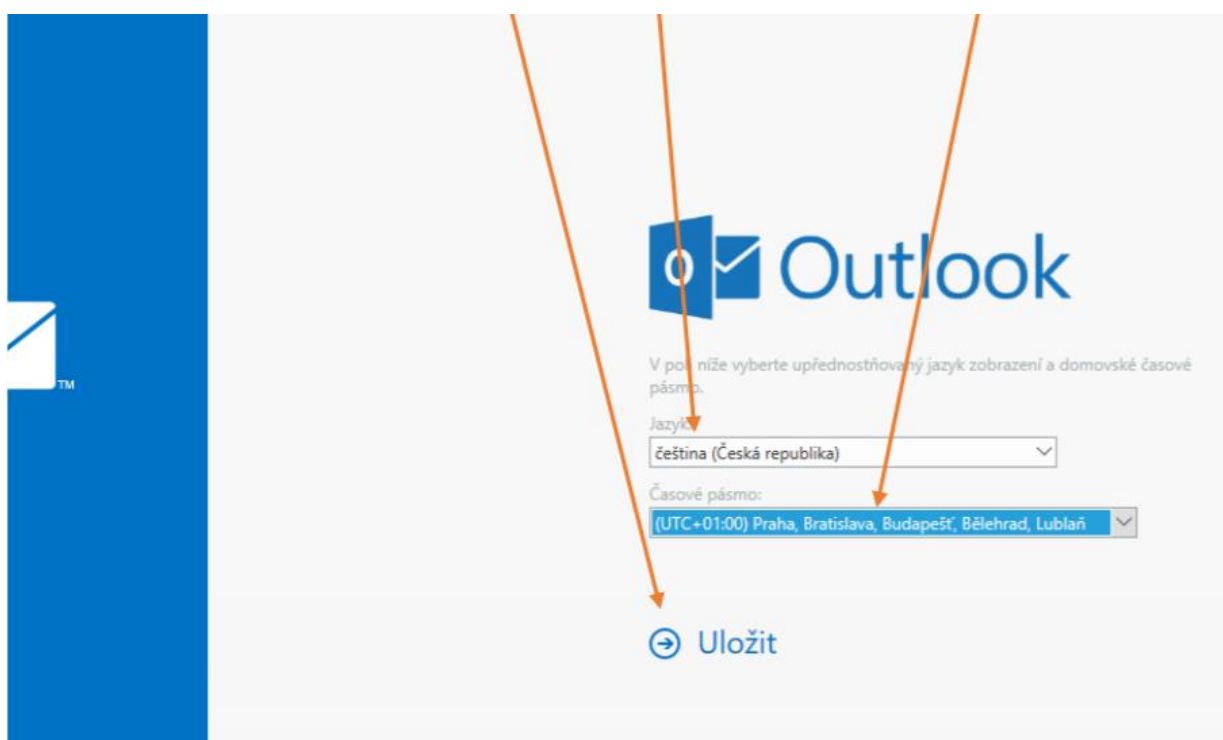 Outlook
V poli níže vyberte upřednostňovaný jazyk zobrazení a domovské časové
pásmo.
Jazyk:
čeština (Česká republika)
Časové pásmo:
(UTC+01:00) Praha, Bratislava, Budapešť, Bělehrad, Lublaň
Uložit
TM